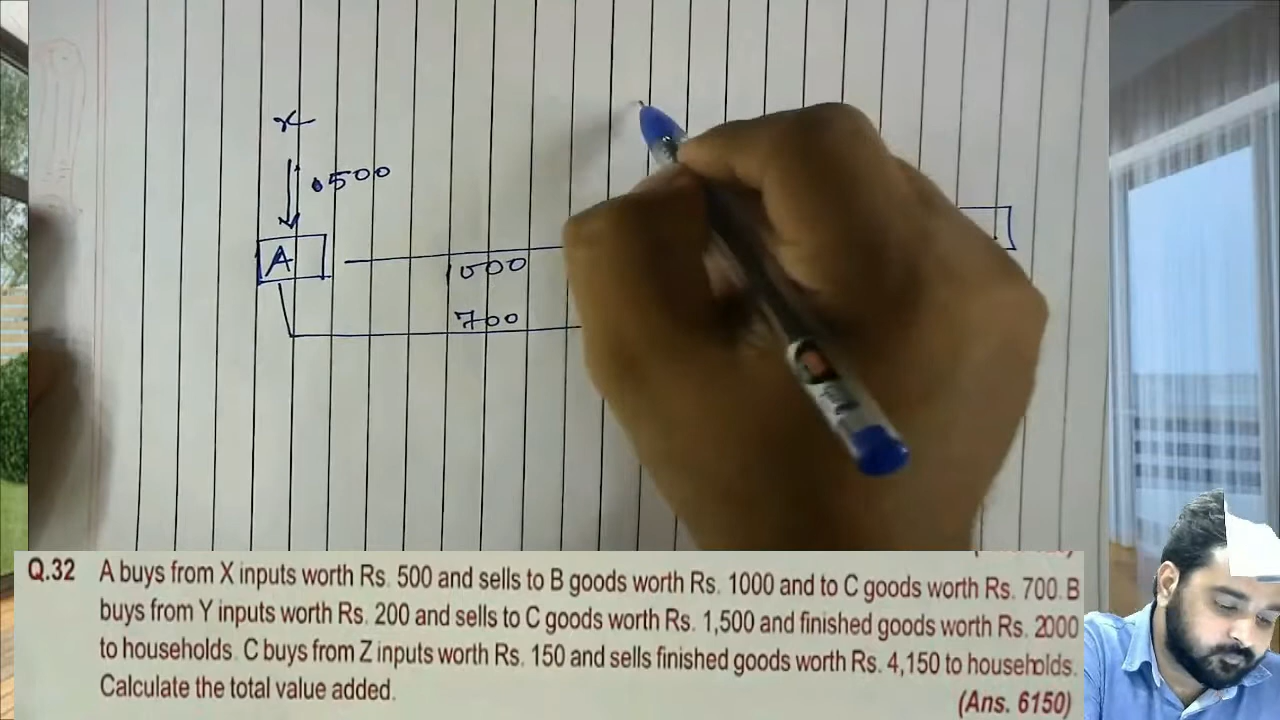 x
.500
A
1000
700
Q.32 A buys from X inputs worth Rs. 500 and sells to B goods worth Rs. 1000 and to C goods worth Rs. 700. B
buys from Y inputs worth Rs. 200 and sells to C goods worth Rs. 1,500 and finished goods worth Rs. 2000
to households. C buys from Z inputs worth Rs. 150 and sells finished goods worth Rs. 4,150 to households.
Calculate the total value added.
(Ans. 6150)